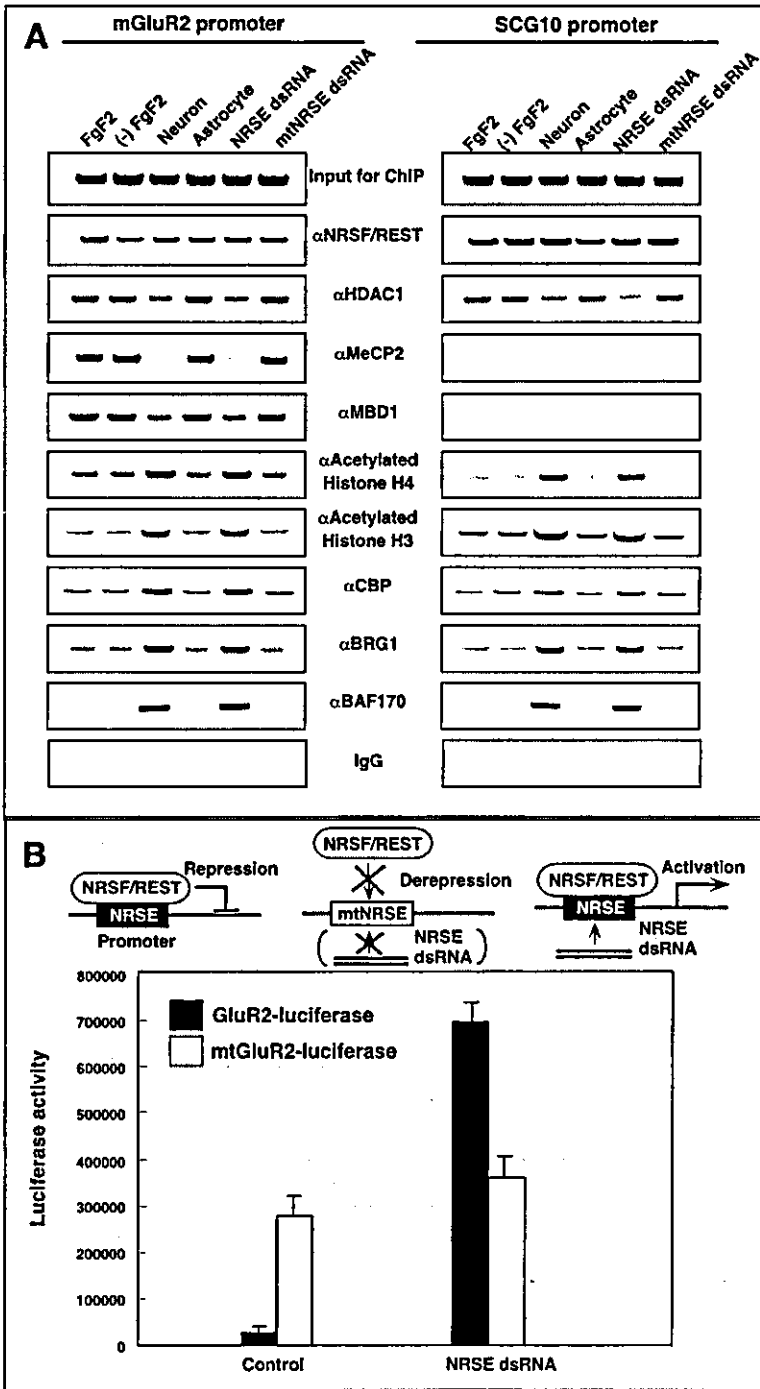 A
mGluR2 promoter
SCG10 promoter
FgF2
(-) FgF2
Neuron
Astrocyte
NRSE dsRNA
mtNRSE dsRNA
FgF2
(-) FgF2
Neuron
Astrocyte
NRSE dsRNA
mtNRSE dsRNA
Input for ChIP
αNRSF/REST
αHDAC1
αMeCP2
αMBD1
αAcetylated
Histone H4
αAcetylated
Histone H3
αCBP
αBRG1
αBAF170
IgG
B
NRSF/REST
Repression
NRSE
Promoter
NRSF/REST
Derepression
mtNRSE
NRSE
dsRNA
NRSF/REST
Activation
NRSE
NRSE
dsRNA
800000
700000
600000
500000
400000
300000
200000
100000
0
Luciferase activity
GluR2-luciferase
mtGluR2-luciferase
Control
NRSE dsRNA